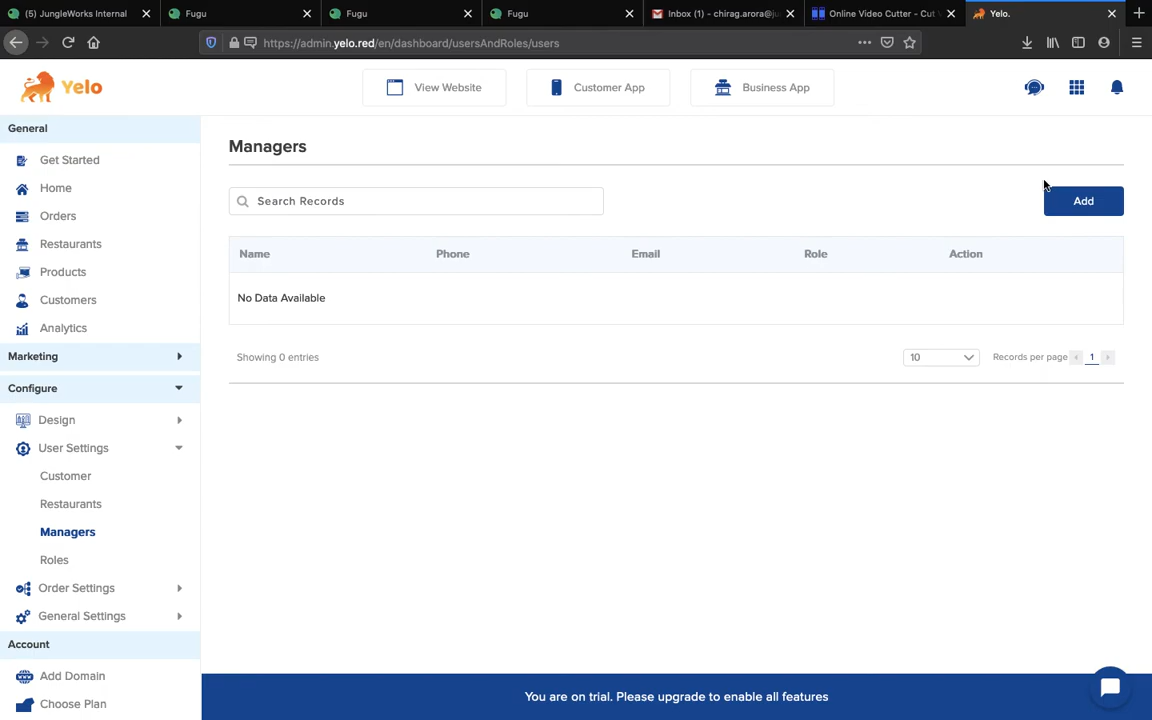 (5) JungleWorks Internal
Fugu
Fugu
Fugu
Inbox (1) - chirag.arora@ju
Online Video Cutter - Cut V
Yelo.
https://admin.yelo.red/en/dashboard/usersAndRoles/users
Yelo
View Website
Customer App
Business App
General
Get Started
Home
Orders
Restaurants
Products
Customers
Analytics
Marketing
Configure
Design
User Settings
Customer
Restaurants
Managers
Roles
Order Settings
General Settings
Account
Add Domain
Choose Plan
Managers
Search Records
Add
Name Phone Email Role Action
No Data Available
Showing 0 entries
10
Records per page
1
You are on trial. Please upgrade to enable all features